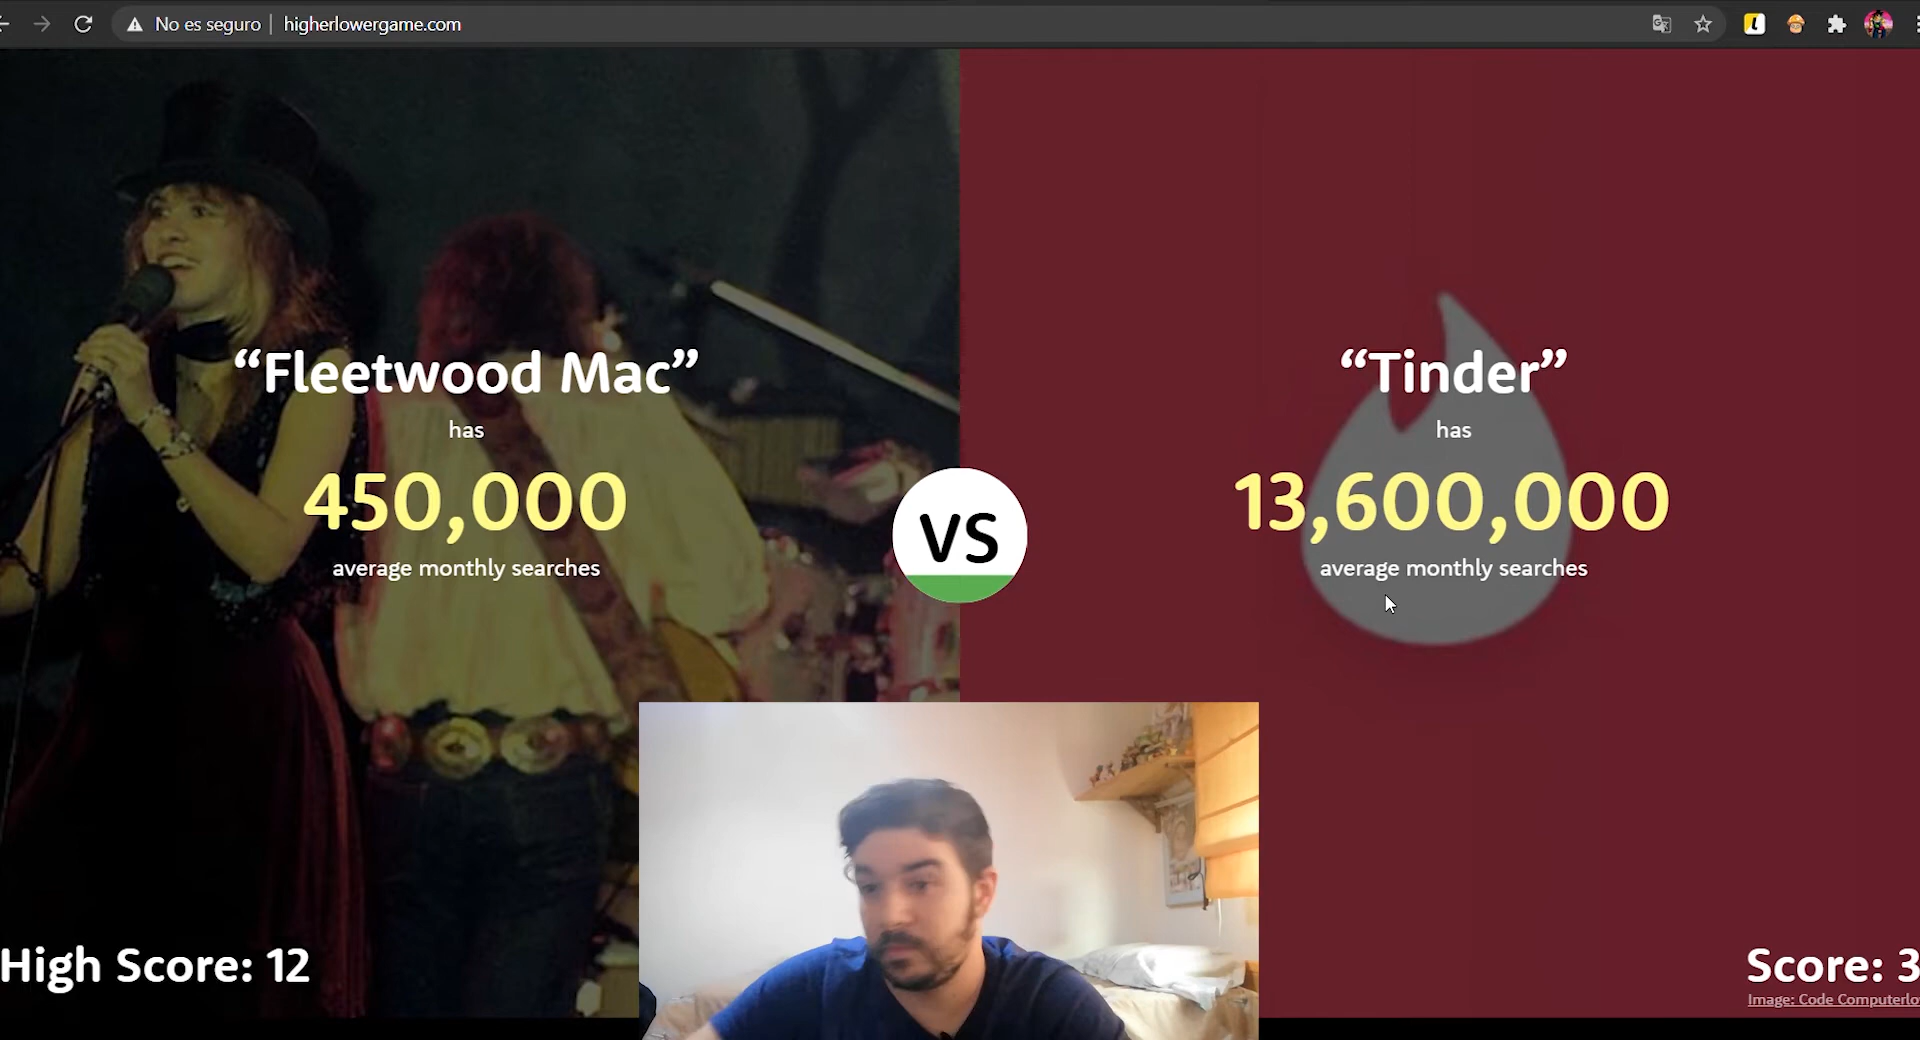 No es seguro | higherlowergame.com
“Fleetwood Mac”
has
450,000
average monthly searches
VS
“Tinder”
has
13,600,000
average monthly searches
High Score: 12
Score: 3
Image: Code Computerlo